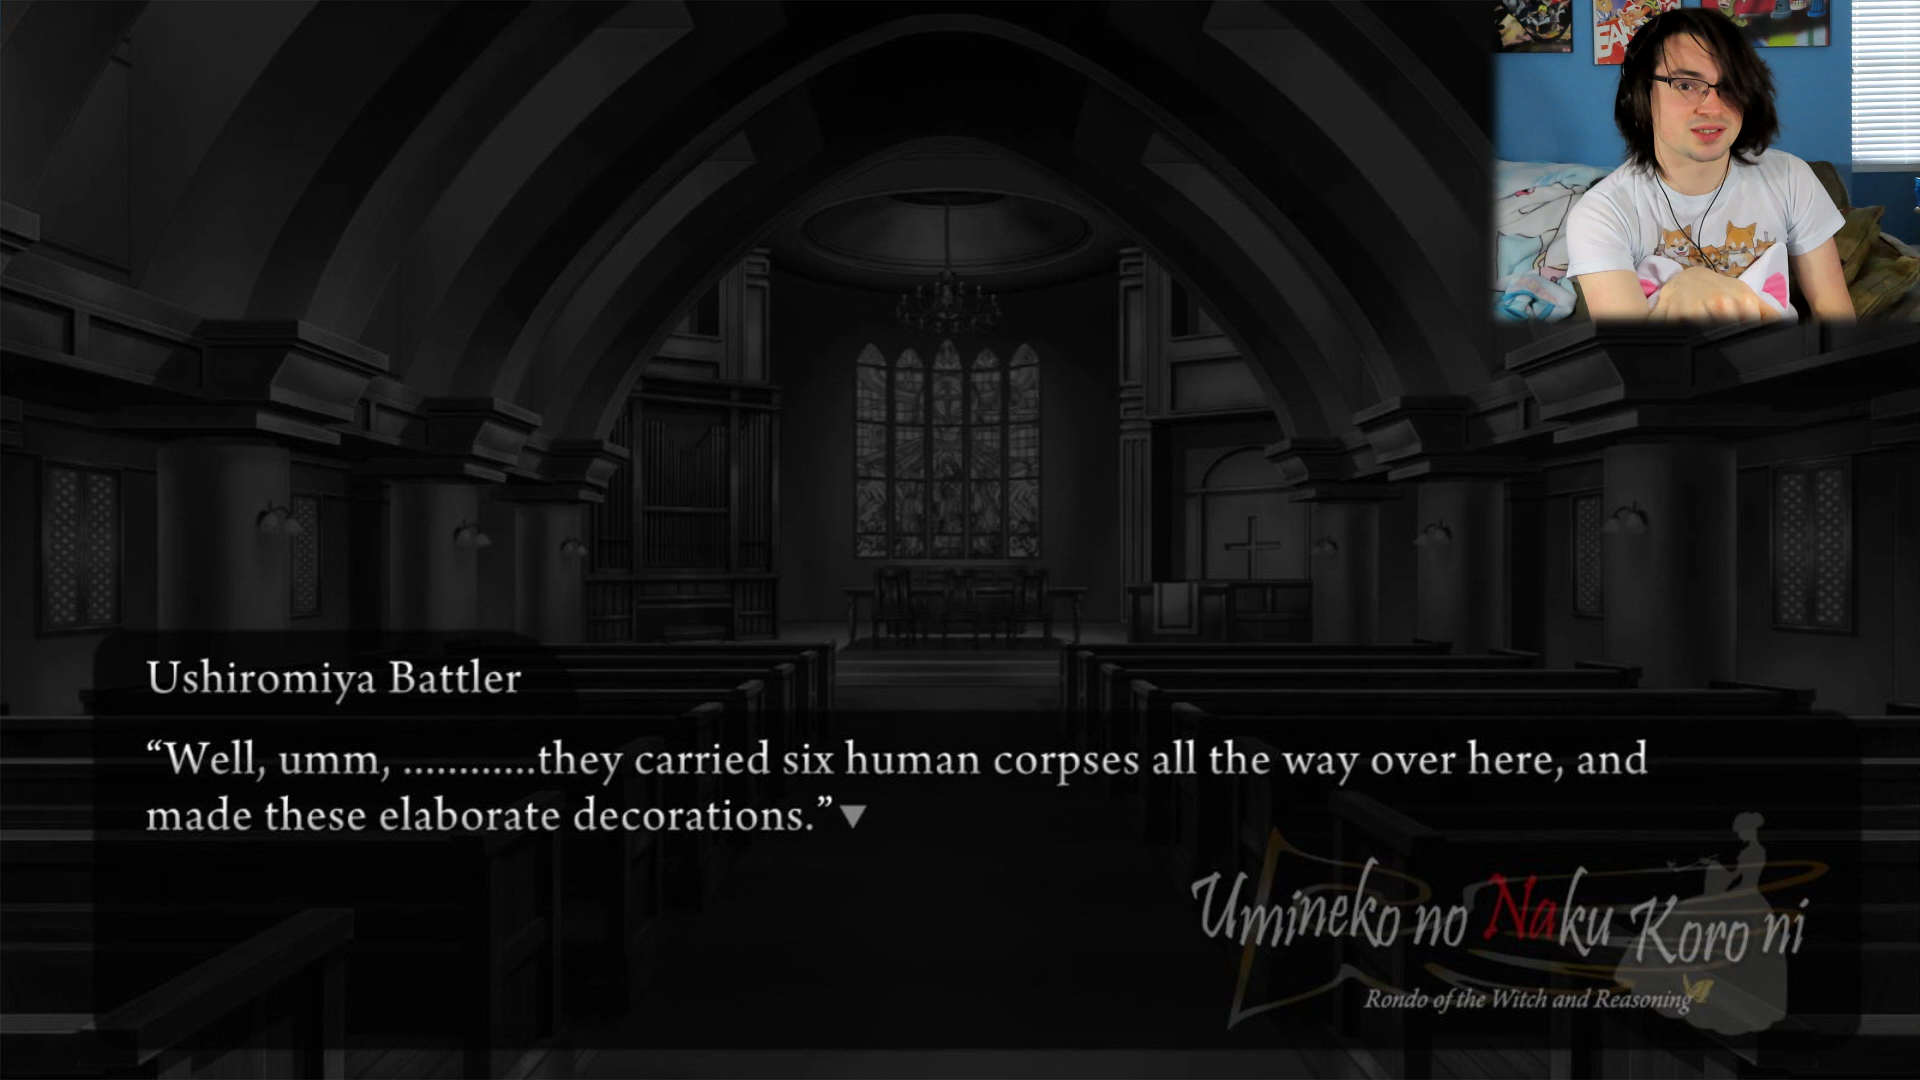 EA
Ushiromiya Battler
“Well, umm, ............they carried six human corpses all the way over here, and
made these elaborate decorations.”
Umineko no Naku Koro ni
Rondo of the Witch and Reasoning